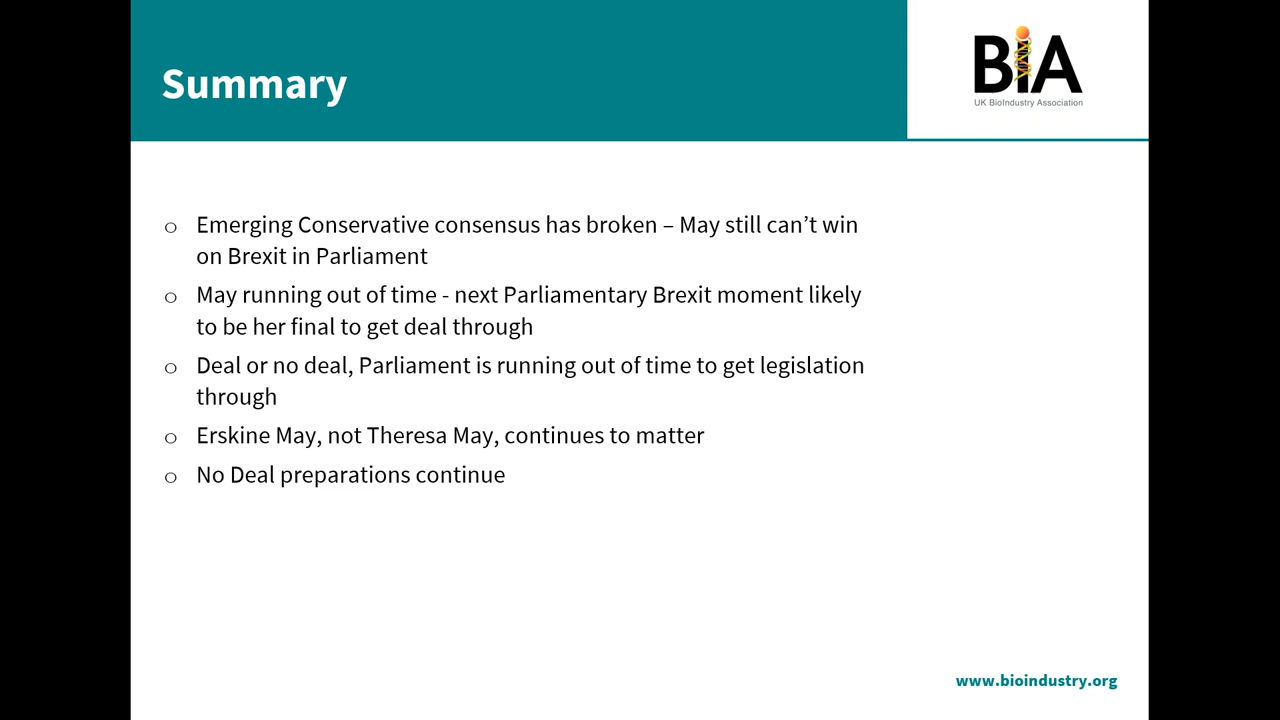 Summary
BiA
UK BioIndustry Association
○ Emerging Conservative consensus has broken – May still can’t win
on Brexit in Parliament
○ May running out of time - next Parliamentary Brexit moment likely
to be her final to get deal through
○ Deal or no deal, Parliament is running out of time to get legislation
through
○ Erskine May, not Theresa May, continues to matter
○ No Deal preparations continue
www.bioindustry.org